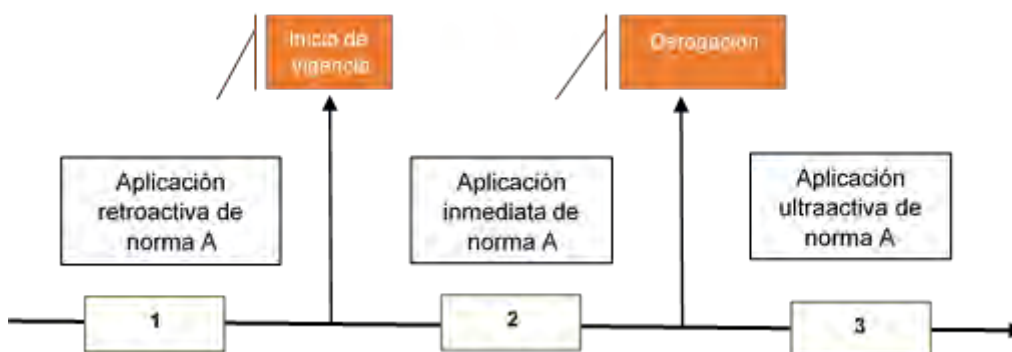 Inicio de
vigencia
Derogación
Aplicación
retroactiva de
norma A
Aplicación
inmediata de
norma A
Aplicación
ultraactiva de
norma A
1
2
3